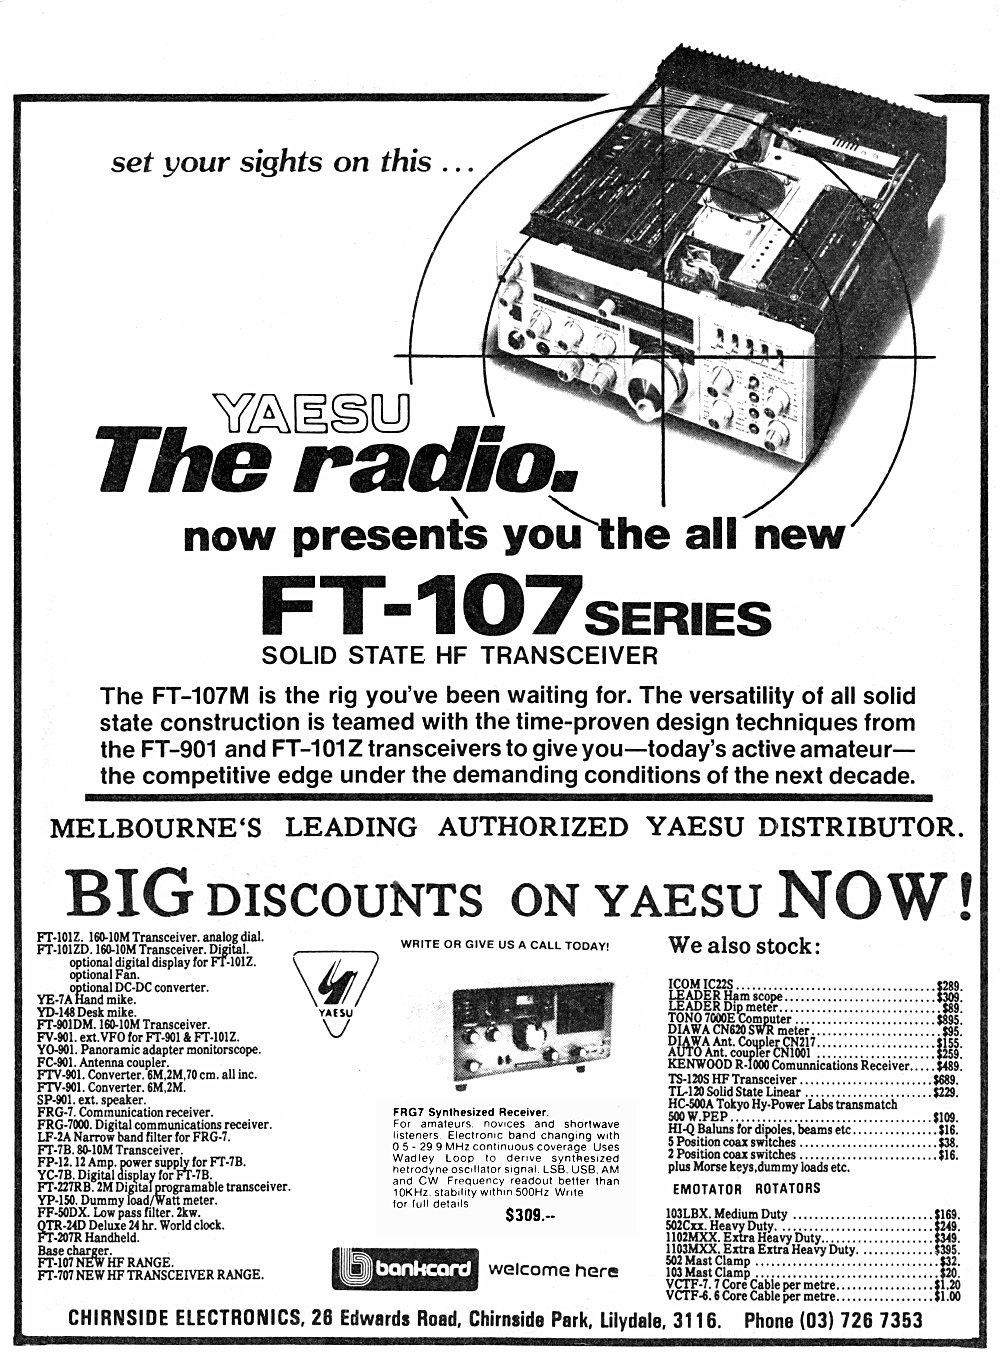 set your sights on this ...
YAESU
The radio.
now presents you the all new
FT-107 SERIES
SOLID STATE HF TRANSCEIVER
The FT-107M is the rig you've been waiting for. The versatility of all solid
state construction is teamed with the time-proven design techniques from
the FT-901 and FT-101Z transceivers to give you—today's active amateur—
the competitive edge under the demanding conditions of the next decade.
MELBOURNE'S LEADING AUTHORIZED YAESU DISTRIBUTOR.
BIG DISCOUNTS ON YAESU NOW!
FT-101Z. 160-10M Transceiver. analog dial.
FT-101ZD. 160-10M Transceiver. Digital.
optional digital display for FT-101Z.
optional Fan.
optional DC-DC converter.
YE-7A Hand mike.
YD-148 Desk mike.
FT-901DM. 160-10M Transceiver.
FV-901. ext.VFO for FT-901 & FT-101Z.
YO-901. Panoramic adapter monitorscope.
FC-901. Antenna coupler.
FTV-901. Converter. 6M,2M,70 cm. all inc.
FTV-901. Converter. 6M,2M.
SP-901. ext. speaker.
FRG-7. Communication receiver.
FRG-7000. Digital communications receiver.
LF-2A Narrow band filter for FRG-7.
FT-7B. 80-10M Transceiver.
FP-12. 12 Amp. power supply for FT-7B.
YC-7B. Digital display for FT-7B.
FT-227RB. 2M Digital programable transceiver.
YP-150. Dummy load/Watt meter.
FF-50DX. Low pass filter. 2kw.
QTR-24D Deluxe 24 hr. World clock.
FT-207R Handheld.
Base charger.
FT-107 NEW HF RANGE.
FT-707 NEW HF TRANSCEIVER RANGE.
YAESU
WRITE OR GIVE US A CALL TODAY!
FRG7 Synthesized Receiver.
For amateurs, novices and shortwave
listeners. Electronic band changing with
0.5 - 29.9 MHz continuous coverage. Uses
Wadley Loop to derive synthesized
hetrodyne oscillator signal. LSB, USB, AM
and CW. Frequency readout better than
10KHz. stability within 500Hz. Write
for full details
$309.--
bankcard welcome here
We also stock:
ICOM IC22S......$289.
LEADER Ham scope......$309.
LEADER Dip meter......$89.
TONO 7000E Computer......$895.
DIAWA CN620 SWR meter......$95.
DIAWA Ant. Coupler CN217......$155.
AUTO Ant. coupler CN1001......$259.
KENWOOD R-1000 Comunnications Receiver.....$489.
TS-120S HF Transceiver......$689.
TL-120 Solid State Linear......$229.
HC-500A Tokyo Hy-Power Labs transmatch
500 W.PEP......$109.
HI-Q Baluns for dipoles, beams etc......$16.
5 Position coax switches......$38.
2 Position coax switches......$16.
plus Morse keys,dummy loads etc.
EMOTATOR ROTATORS
103LBX. Medium Duty......$169.
502Cxx. Heavy Duty.......$249.
1102MXX. Extra Heavy Duty......$349.
1103MXX. Extra Extra Heavy Duty.......$395.
502 Mast Clamp......$32.
103 Mast Clamp......$20.
VCTF-7. 7 Core Cable per metre......$1.20
VCTF-6. 6 Core Cable per metre......$1.00
CHIRNSIDE ELECTRONICS, 26 Edwards Road, Chirnside Park, Lilydale, 3116. Phone (03) 726 7353